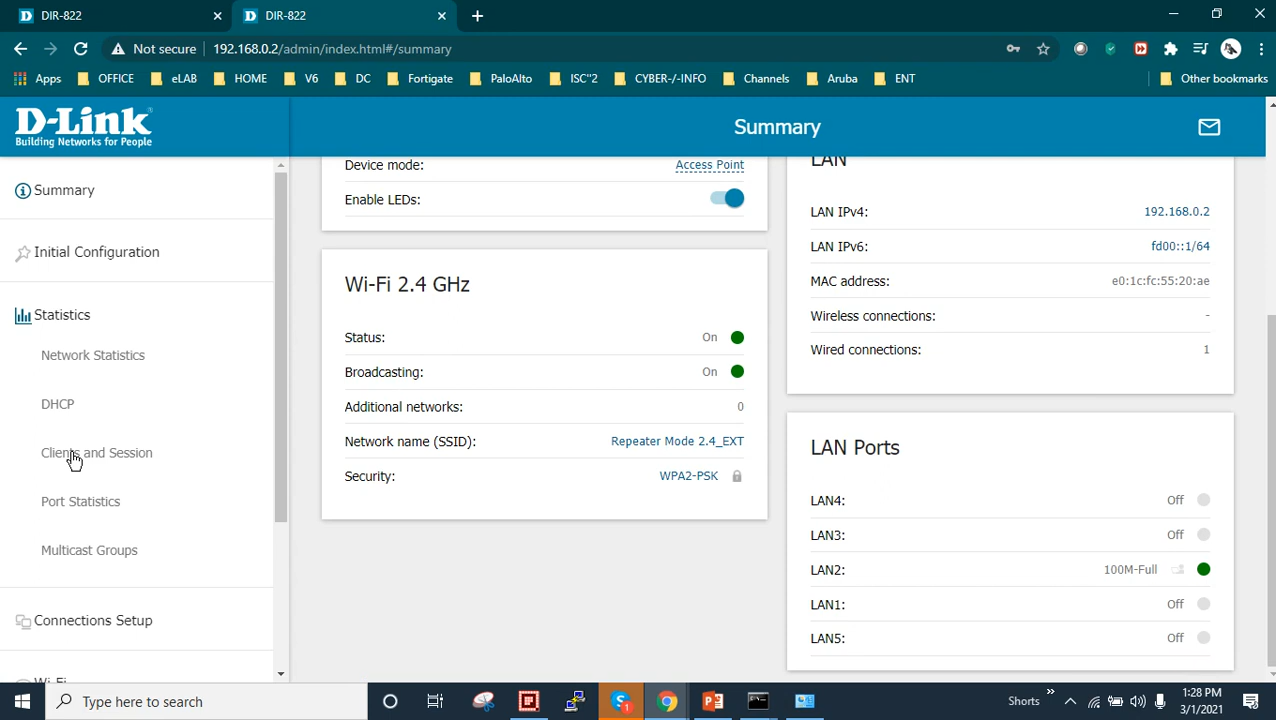 DIR-822
DIR-822
Not secure 192.168.0.2/admin/index.html#/summary
Apps OFFICE eLAB HOME V6 DC Fortigate PaloAlto ISC"2 CYBER-/-INFO Channels Aruba ENT Other bookmarks
D-Link
Building Networks for People
Summary
Summary
Initial Configuration
Statistics
Network Statistics
DHCP
Clients and Session
Port Statistics
Multicast Groups
Connections Setup
Wi-Fi
Device mode: Access Point
Enable LEDs:
Wi-Fi 2.4 GHz
Status: On
Broadcasting: On
Additional networks: 0
Network name (SSID): Repeater Mode 2.4_EXT
Security: WPA2-PSK
LAN
LAN IPv4: 192.168.0.2
LAN IPv6: fd00::1/64
MAC address: e0:1c:fc:55:20:ae
Wireless connections: -
Wired connections: 1
LAN Ports
LAN4: Off
LAN3: Off
LAN2: 100M-Full
LAN1: Off
LAN5: Off
Type here to search
Shorts
1:28 PM
3/1/2021